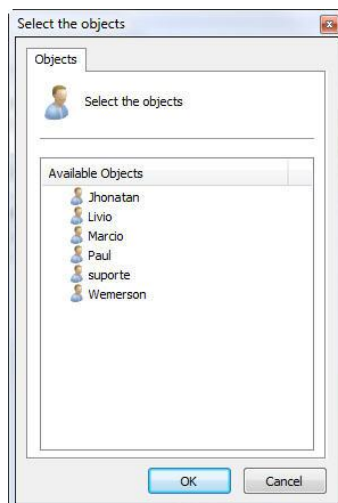 Select the objects
Objects
Select the objects
Available Objects
Jhonatan
Livio
Marcio
Paul
suporte
Wemerson
OK
Cancel